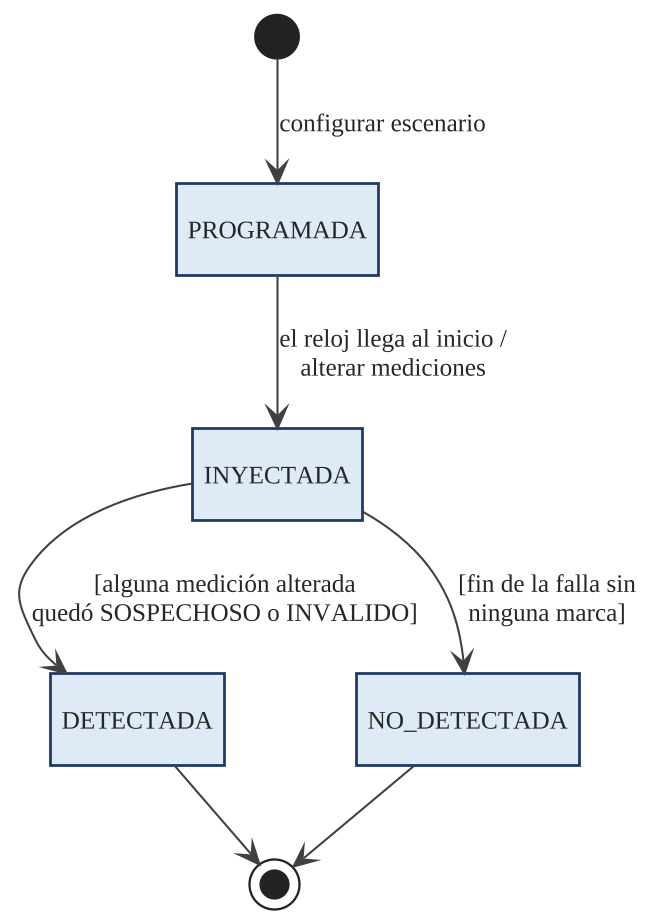 configurar escenario
PROGRAMADA
el reloj llega al inicio /
alterar mediciones
INYECTADA
[alguna medición alterada
quedó SOSPECHOSO o INVALIDO]
[fin de la falla sin
ninguna marca]
DETECTADA
NO_DETECTADA